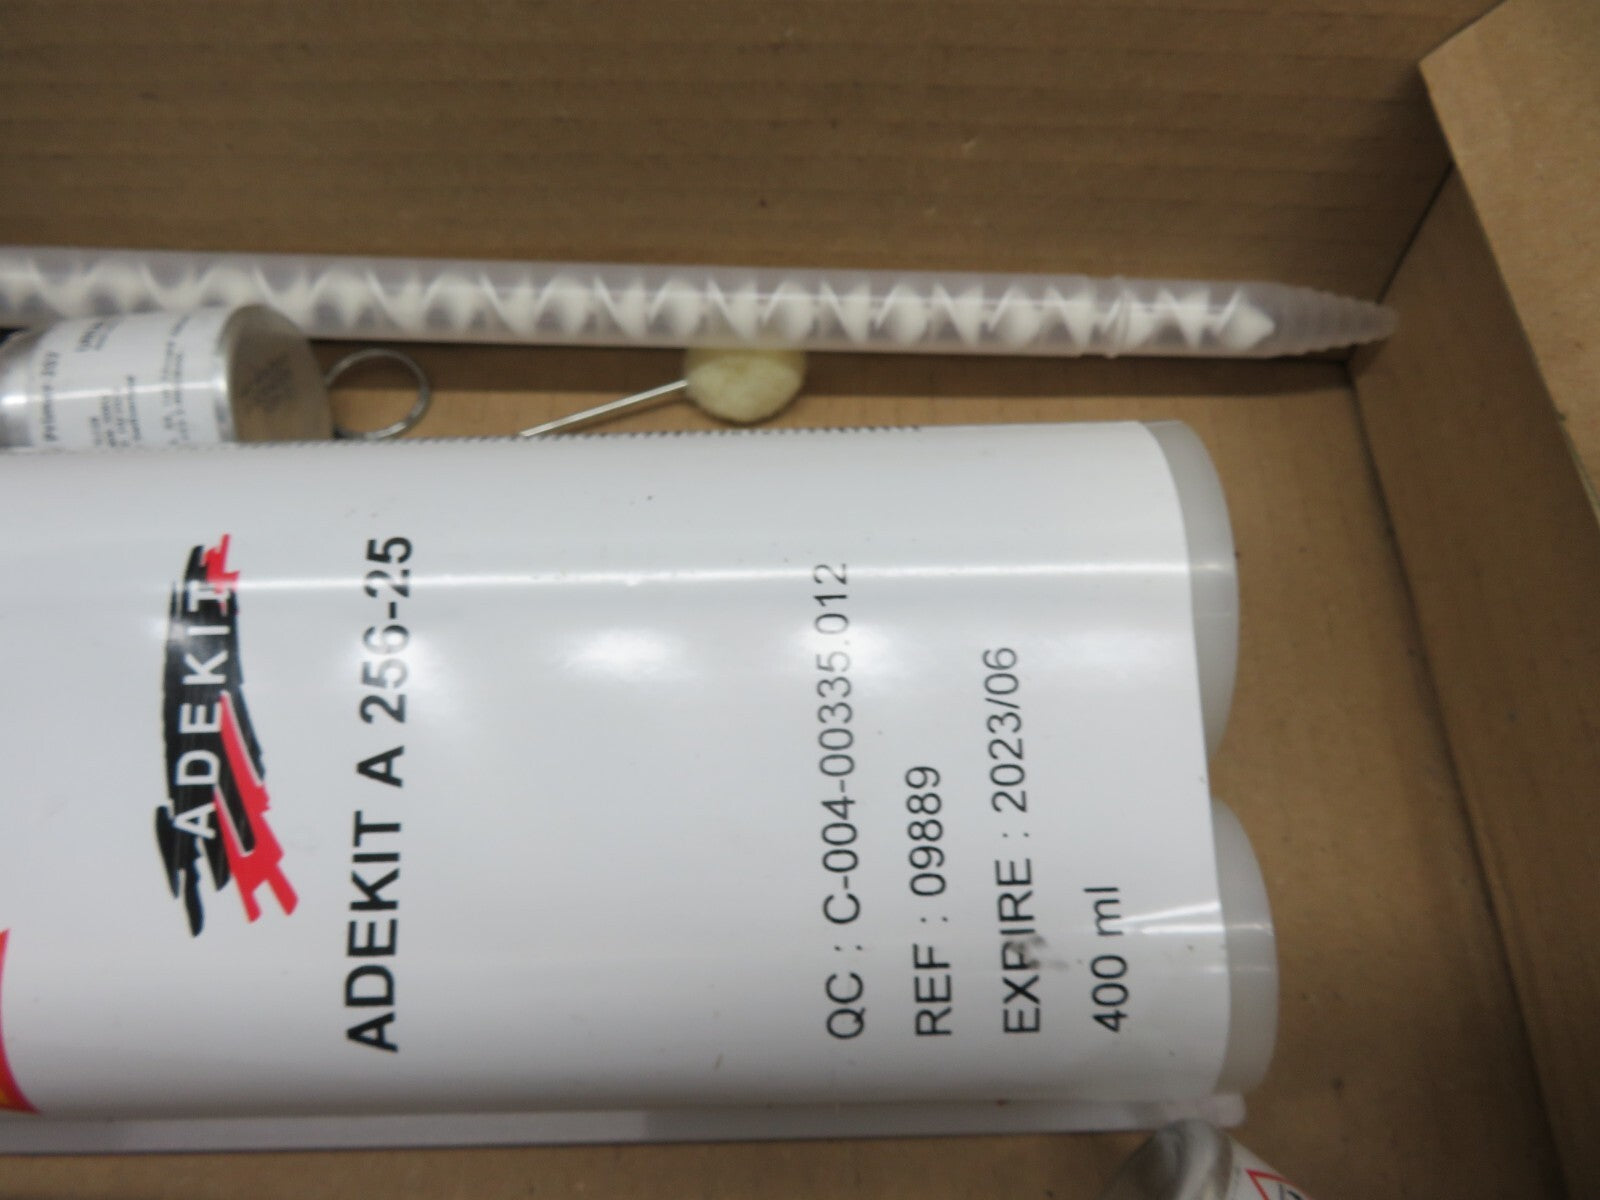 ADEKIT
ADEKIT A 256-25
QC : C-004-00335.012
REF : 09889
EXPIRE : 2023/06
400 ml